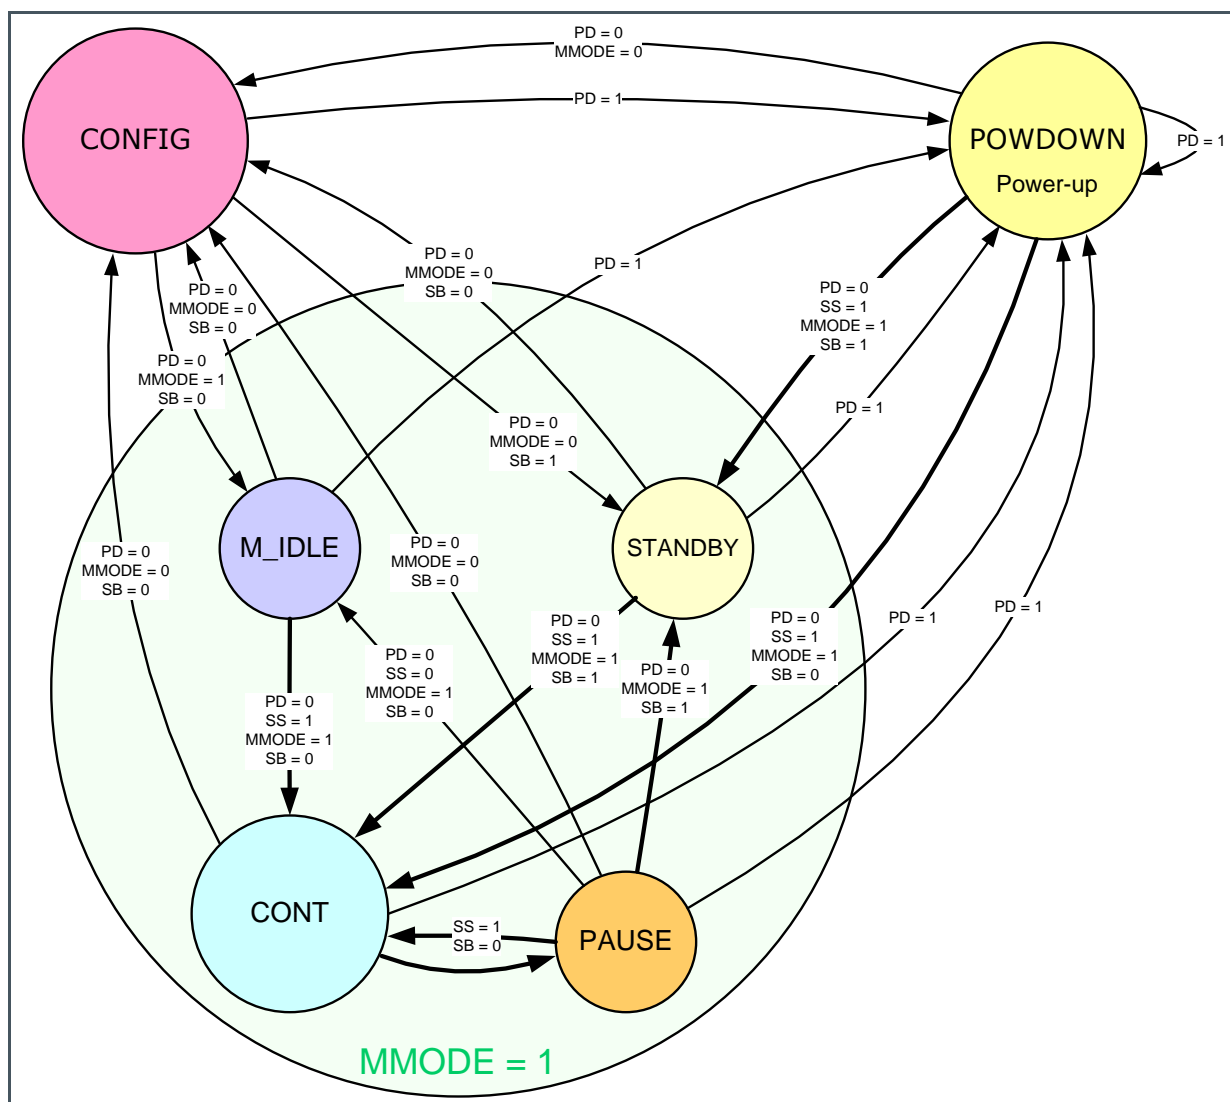 PD = 0
MMODE = 0
PD = 1
CONFIG
POWDOWN
Power-up
PD = 1
PD = 0
MMODE = 0
SB = 0
PD = 1
PD = 0
MMODE = 0
SB = 0
PD = 0
SS = 1
MMODE = 1
SB = 1
PD = 0
MMODE = 1
SB = 0
PD = 1
PD = 0
MMODE = 0
SB = 1
M_IDLE
STANDBY
PD = 0
MMODE = 0
SB = 0
PD = 0
MMODE = 0
SB = 0
PD = 0
SS = 1
MMODE = 1
SB = 1
PD = 0
SS = 1
MMODE = 1
SB = 0
PD = 1
PD = 1
PD = 0
SS = 0
MMODE = 1
SB = 0
PD = 0
MMODE = 1
SB = 1
PD = 0
SS = 1
MMODE = 1
SB = 0
CONT
SS = 1
SB = 0
PAUSE
MMODE = 1